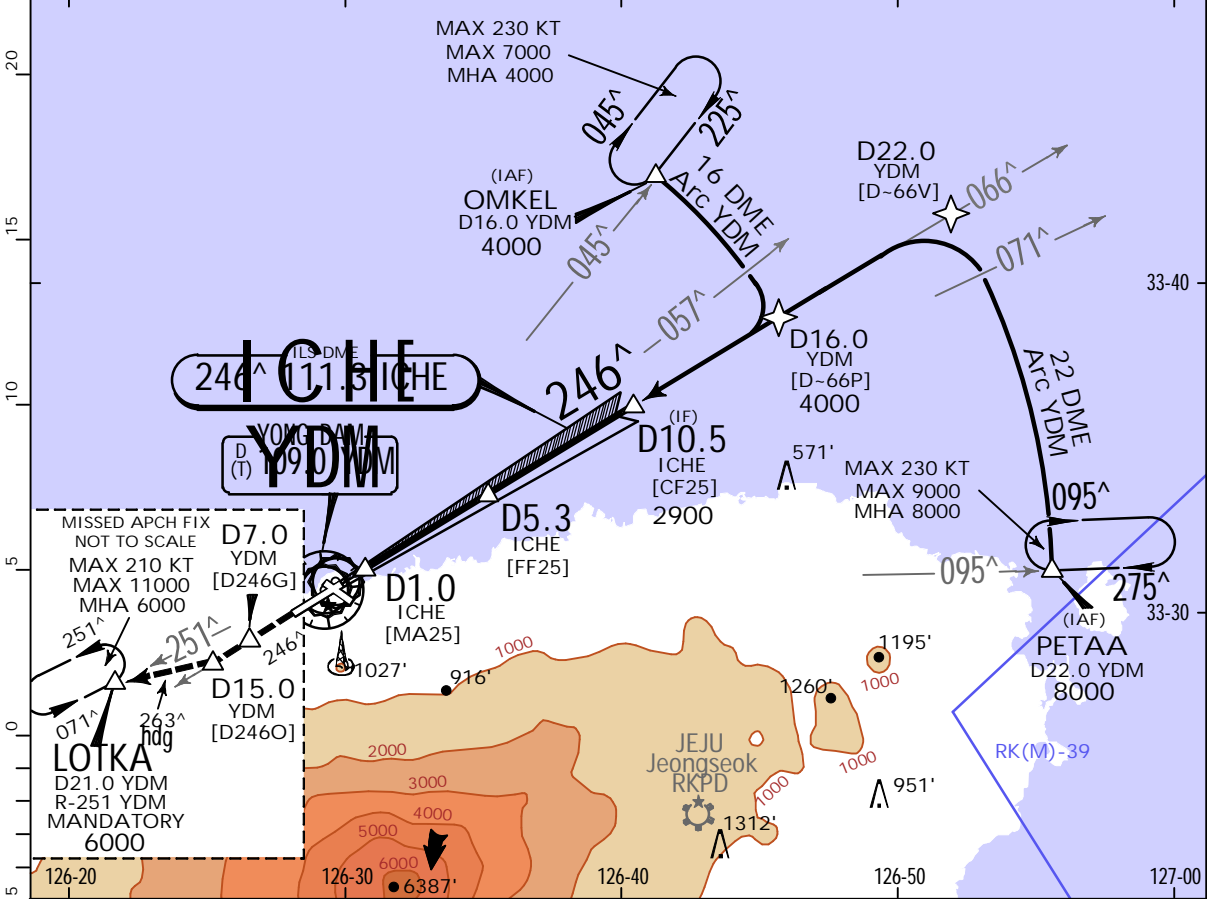 MAX 230 KT
MAX 7000
MHA 4000
045^
225^
16 DME
Arc YDM
(IAF)
OMKEL
D16.0 YDM
4000
045^
D22.0
YDM
[D~66V]
066^
071^
057^
33-40
D16.0
YDM
[D~66P]
4000
22 DME
Arc YDM
ILS DME
246^ 111.3 ICHE
ICHE
246^
(IF)
D10.5
ICHE
[CF25]
2900
YONG DAM
D
(T) 109.0 YDM
YDM
571'
MAX 230 KT
MAX 9000
MHA 8000
095^
095^
275^
33-30
(IAF)
PETAA
D22.0 YDM
8000
D5.3
ICHE
[FF25]
D1.0
ICHE
[MA25]
MISSED APCH FIX
NOT TO SCALE
MAX 210 KT
MAX 11000
MHA 6000
D7.0
YDM
[D246G]
251^
251^
246^
071^
263^
hdg
D15.0
YDM
[D246O]
LOTKA
D21.0 YDM
R-251 YDM
MANDATORY
6000
1027'
916'
1000
1195'
1000
1260'
1000
RK(M)-39
951'
JEJU
Jeongseok
RKPD
1000
1312'
2000
3000
4000
5000
6000
6387'
20
15
10
5
0
5
126-20
126-30
126-40
126-50
127-00